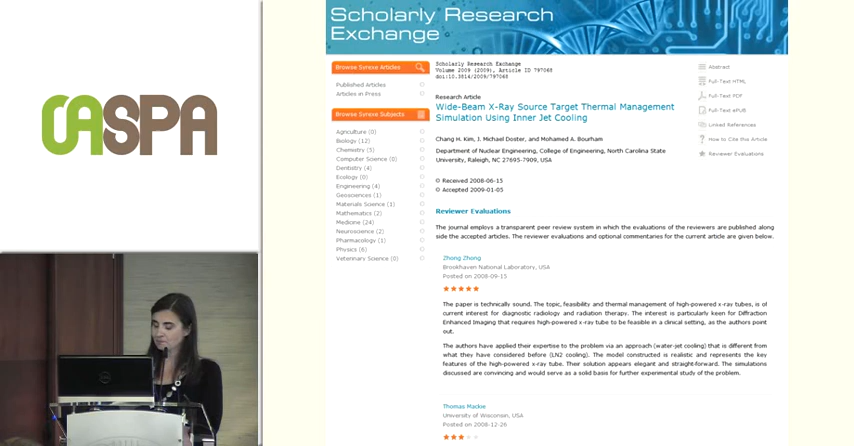 OASPA
Scholarly Research
Exchange
Browse Syrexe Articles
Published Articles
Articles in Press
Browse Syrexe Subjects
Agriculture (0)
Biology (12)
Chemistry (5)
Computer Science (0)
Dentistry (4)
Ecology (0)
Engineering (4)
Geosciences (1)
Materials Science (1)
Mathematics (2)
Medicine (24)
Neuroscience (2)
Pharmacology (1)
Physics (6)
Veterinary Science (0)
Scholarly Research Exchange
Volume 2009 (2009), Article ID 797068
doi:10.3814/2009/797068
Research Article
Wide-Beam X-Ray Source Target Thermal Management
Simulation Using Inner Jet Cooling
Chang H. Kim, J. Michael Doster, and Mohamed A. Bourham
Department of Nuclear Engineering, College of Engineering, North Carolina State
University, Raleigh, NC 27695-7909, USA
Received 2008-06-15
Accepted 2009-01-05
Reviewer Evaluations
The journal employs a transparent peer review system in which the evaluations of the reviewers are published along
side the accepted articles. The reviewer evaluations and optional commentaries for the current article are given below.
Zhong Zhong
Brookhaven National Laboratory, USA
Posted on 2008-09-15
The paper is technically sound. The topic, feasibility and thermal management of high-powered x-ray tubes, is of
current interest for diagnostic radiology and radiation therapy. The interest is particularly keen for Diffraction
Enhanced Imaging that requires high-powered x-ray tube to be feasible in a clinical setting, as the authors point
out.
The authors have applied their expertise to the problem via an approach (water-jet cooling) that is different from
what they have considered before (LN2 cooling). The model constructed is realistic and represents the key
features of the high-powered x-ray tube. Their solution appears elegant and straight-forward. The simulations
discussed are convincing and would serve as a solid basis for further experimental study of the problem.
Thomas Mackie
University of Wisconsin, USA
Posted on 2008-12-26
Abstract
Full-Text HTML
Full-Text PDF
Full-Text ePUB
Linked References
How to Cite this Article
Reviewer Evaluations